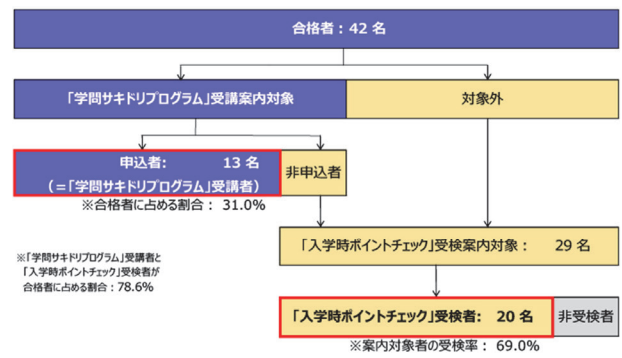 合格者：42 名
「学問サキドリプログラム」受講案内対象
対象外
申込者: 13 名
（=「学問サキドリプログラム」受講者）
非申込者
※合格者に占める割合： 31.0%
「入学時ポイントチェック」受検案内対象： 29 名
※「学問サキドリプログラム」受講者と
「入学時ポイントチェック」受検者が
合格者に占める割合：78.6%
「入学時ポイントチェック」受検者: 20 名
非受検者
※案内対象者の受検率： 69.0%